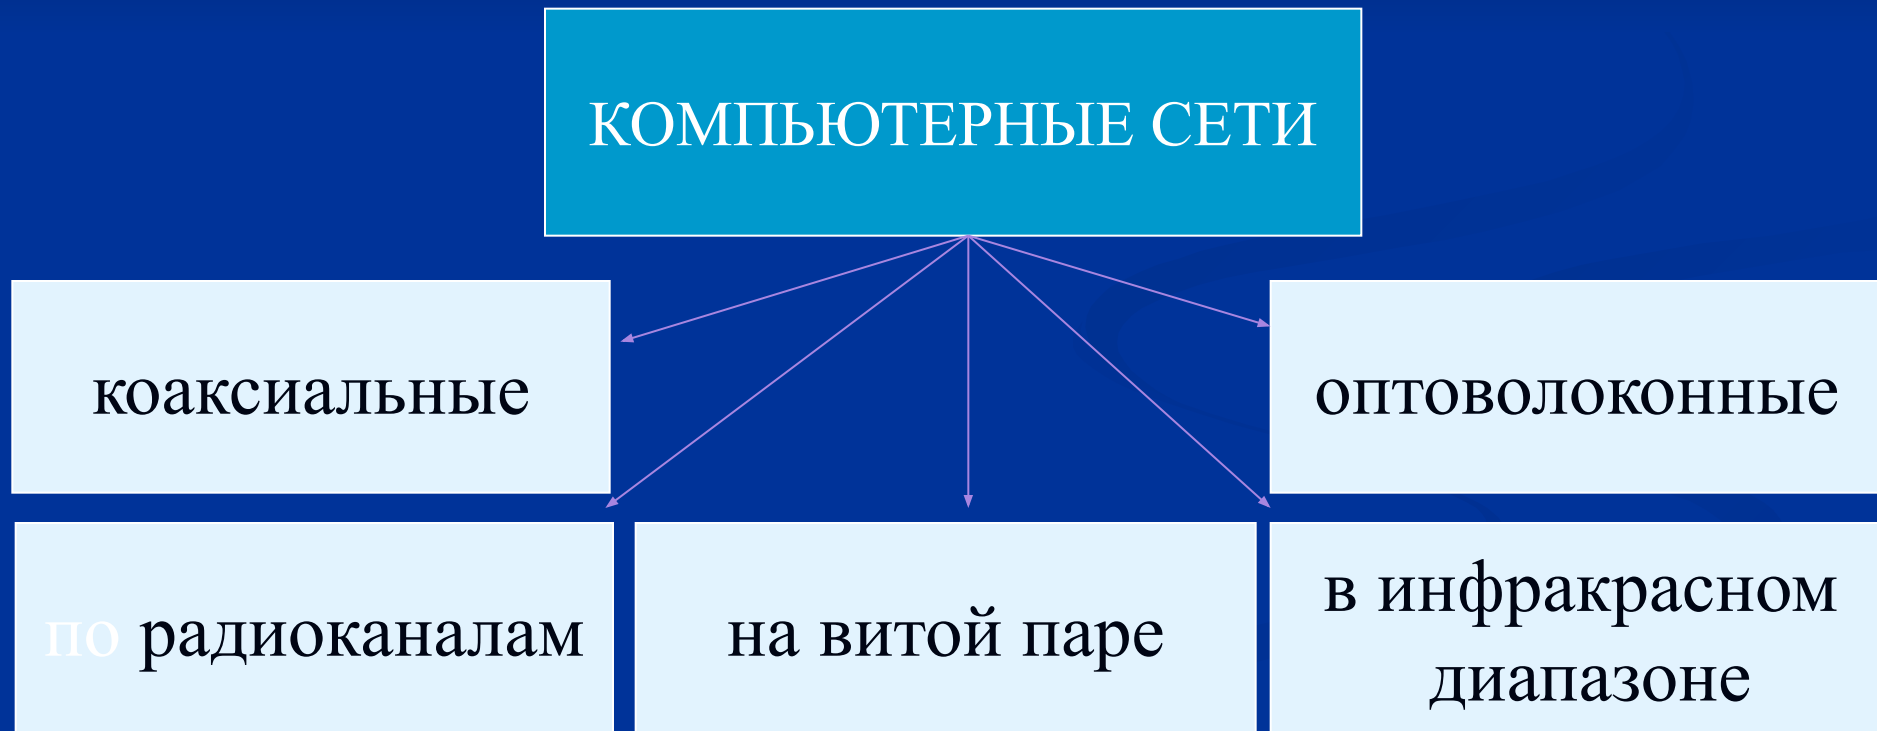 КОМПЬЮТЕРНЫЕ СЕТИ
коаксиальные
оптоволоконные
по радиоканалам
на витой паре
в инфракрасном
диапазоне